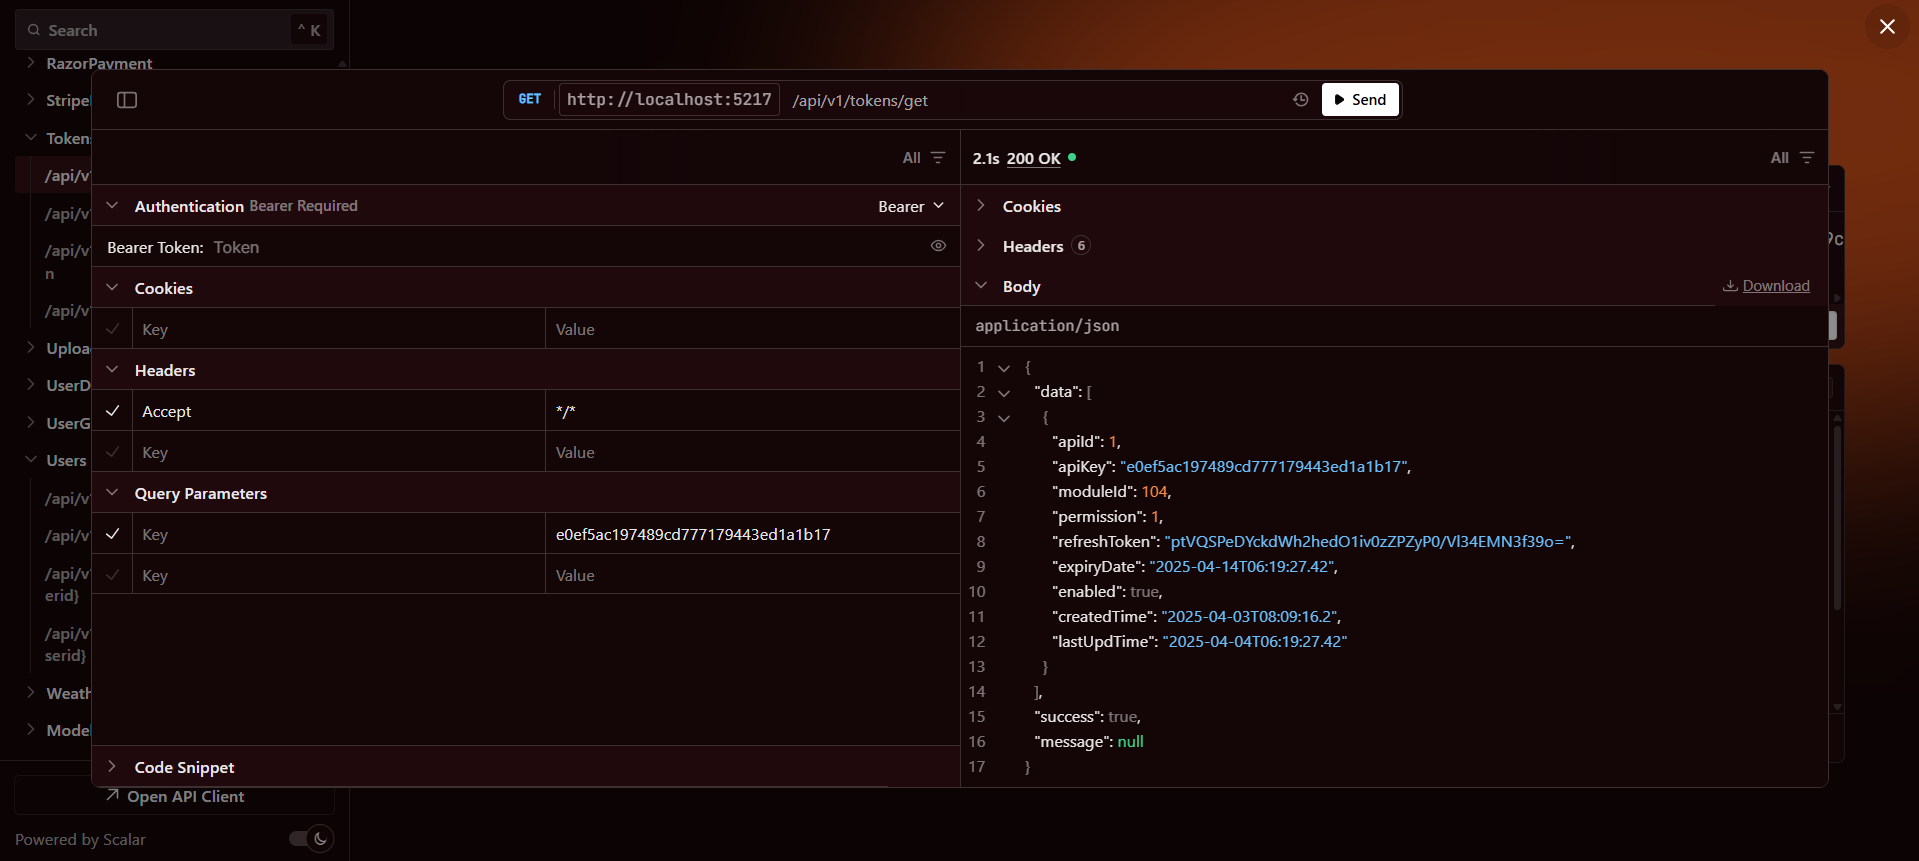 Search
^ K
RazorPayment
Stripe
Token
/api/v
/api/v
/api/v
n
/api/v
Uploa
UserD
UserG
Users
/api/v
/api/v
/api/v
erid}
/api/v
serid}
Weath
Model
Open API Client
Powered by Scalar
GET http://localhost:5217 /api/v1/tokens/get
Send
All
Authentication Bearer Required
Bearer
Bearer Token: Token
Cookies
Key Value
Headers
Accept */*
Key Value
Query Parameters
Key e0ef5ac197489cd777179443ed1a1b17
Key Value
Code Snippet
2.1s 200 OK
All
Cookies
Headers 6
Body
Download
application/json
1 {
2 "data": [
3 {
4 "apiId": 1,
5 "apiKey": "e0ef5ac197489cd777179443ed1a1b17",
6 "moduleId": 104,
7 "permission": 1,
8 "refreshToken": "ptVQSPeDYckdWh2hedO1iv0zZPZyP0/Vl34EMN3f39o=",
9 "expiryDate": "2025-04-14T06:19:27.42",
10 "enabled": true,
11 "createdTime": "2025-04-03T08:09:16.2",
12 "lastUpdTime": "2025-04-04T06:19:27.42"
13 }
14 ],
15 "success": true,
16 "message": null
17 }